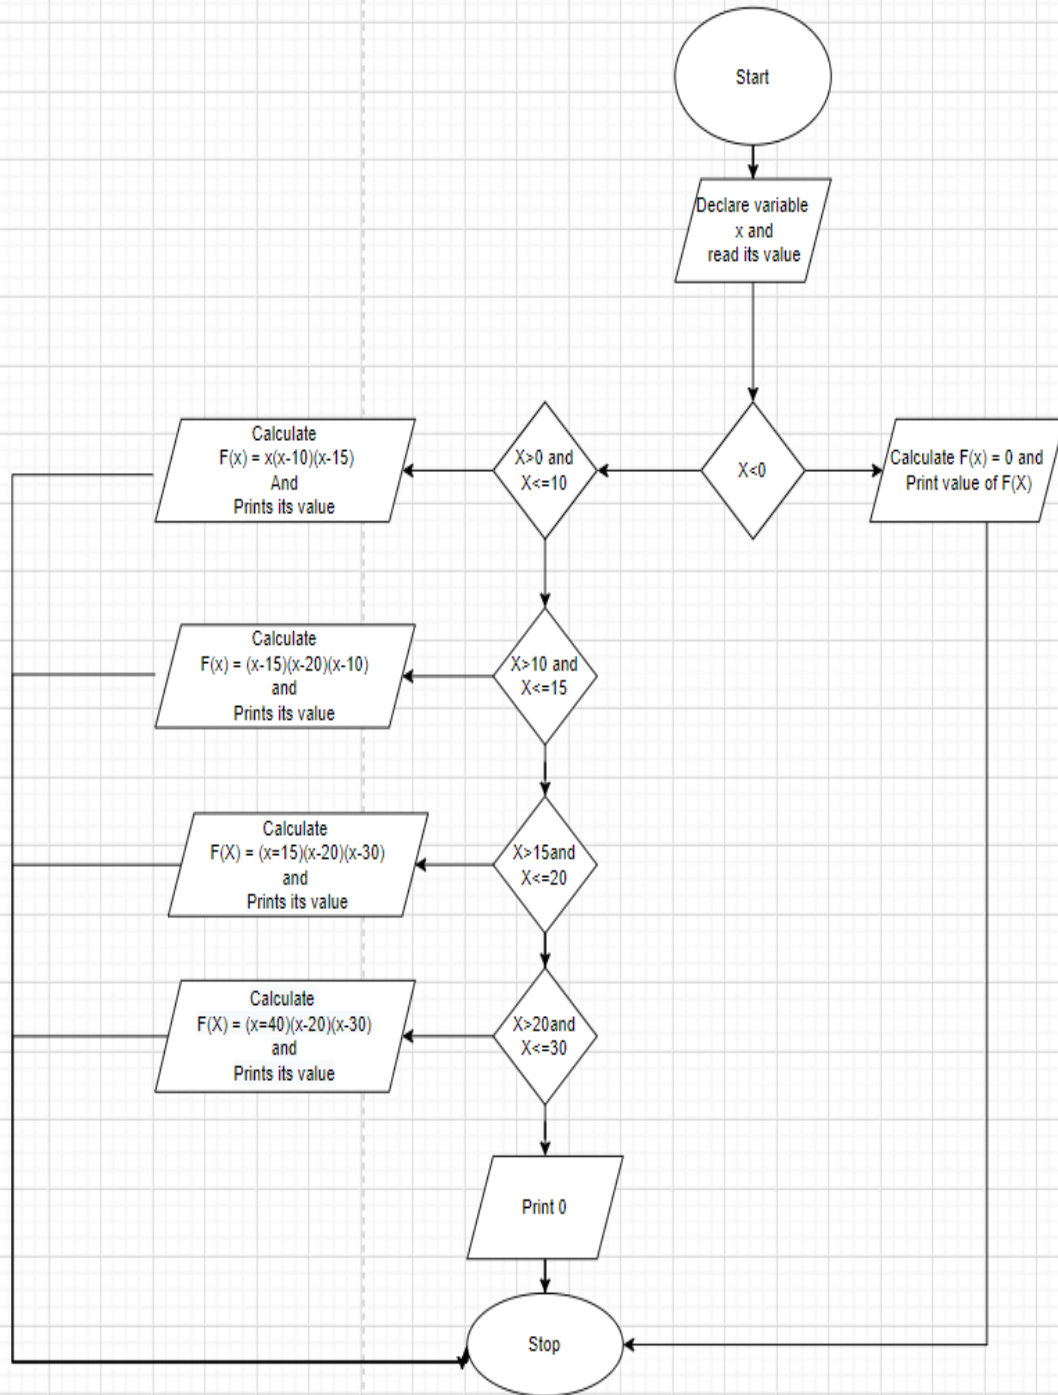 Start
Declare variable
x and
read its value
X<0
Calculate F(x) = 0 and
Print value of F(X)
X>0 and
X<=10
Calculate
F(x) = x(x-10)(x-15)
And
Prints its value
X>10 and
X<=15
Calculate
F(x) = (x-15)(x-20)(x-10)
and
Prints its value
X>15and
X<=20
Calculate
F(X) = (x=15)(x-20)(x-30)
and
Prints its value
X>20and
X<=30
Calculate
F(X) = (x=40)(x-20)(x-30)
and
Prints its value
Print 0
Stop